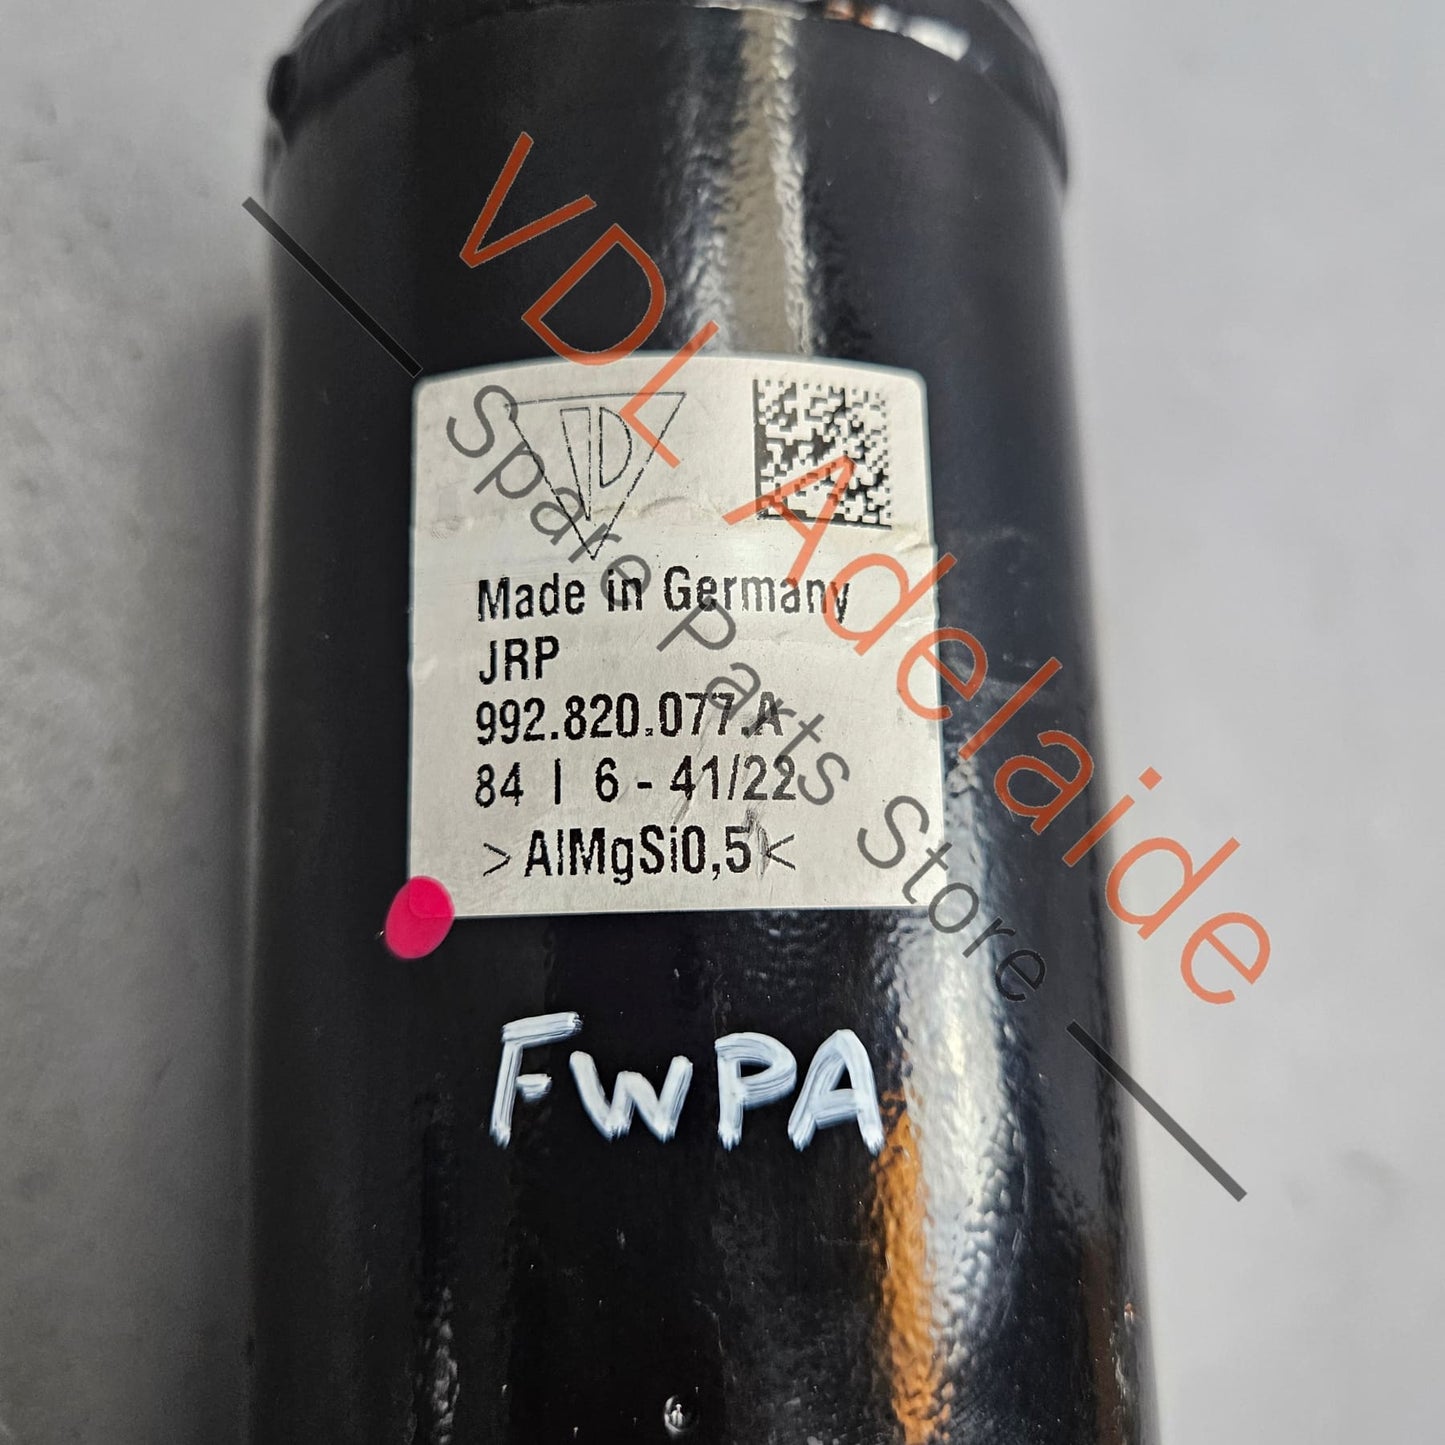 VDL Adelaide
Spare Parts Store
Made in Germany
JRP
992.820.077.A
84 | 6 - 41/22
>AlMgSi0,5<
FWPA